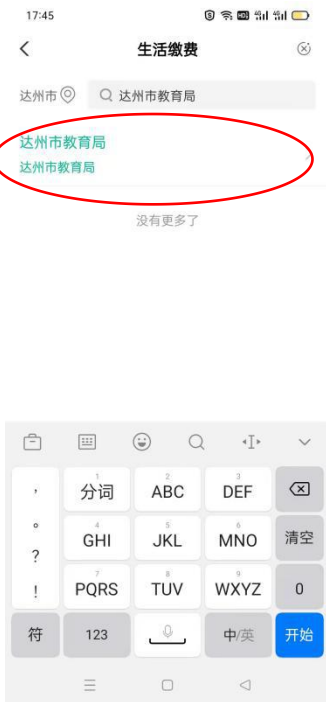 17:45
生活缴费
达州市 达州市教育局
达州市教育局
达州市教育局
没有更多了
， 分词 ABC DEF
。 GHI JKL MNO 清空
？
！ PQRS TUV WXYZ 0
符 123 中/英 开始